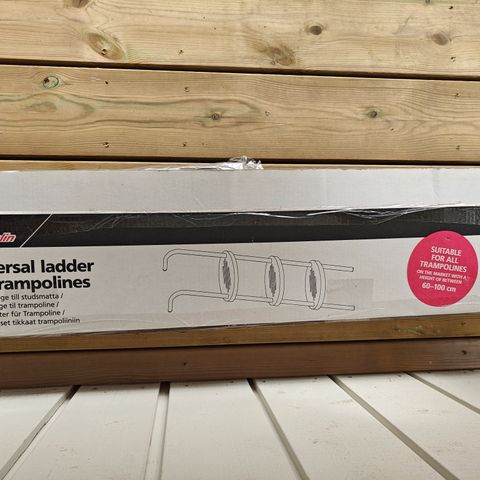 ersal ladder
rampolines
ge till studsmatta /
ge til trampoline /
ter für Trampoline /
set tikkaat trampoliiniin
SUITABLE
FOR ALL
TRAMPOLINES
ON THE MARKET WITH A
HEIGHT OF BETWEEN
60–100 cm